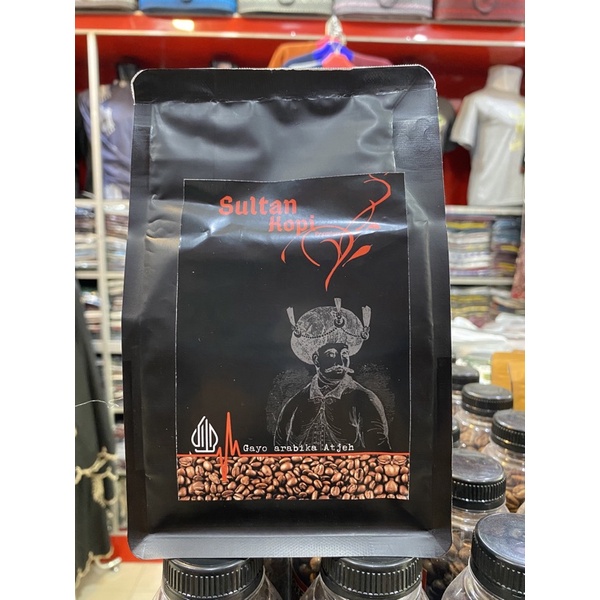 Sultan
Kopi
Gayo arabika Atjeh